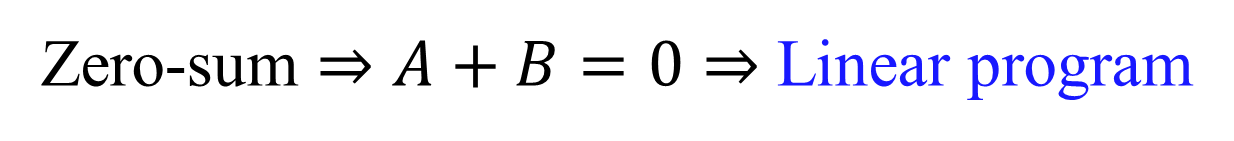 Zero-sum ⇒ A + B = 0 ⇒ Linear program